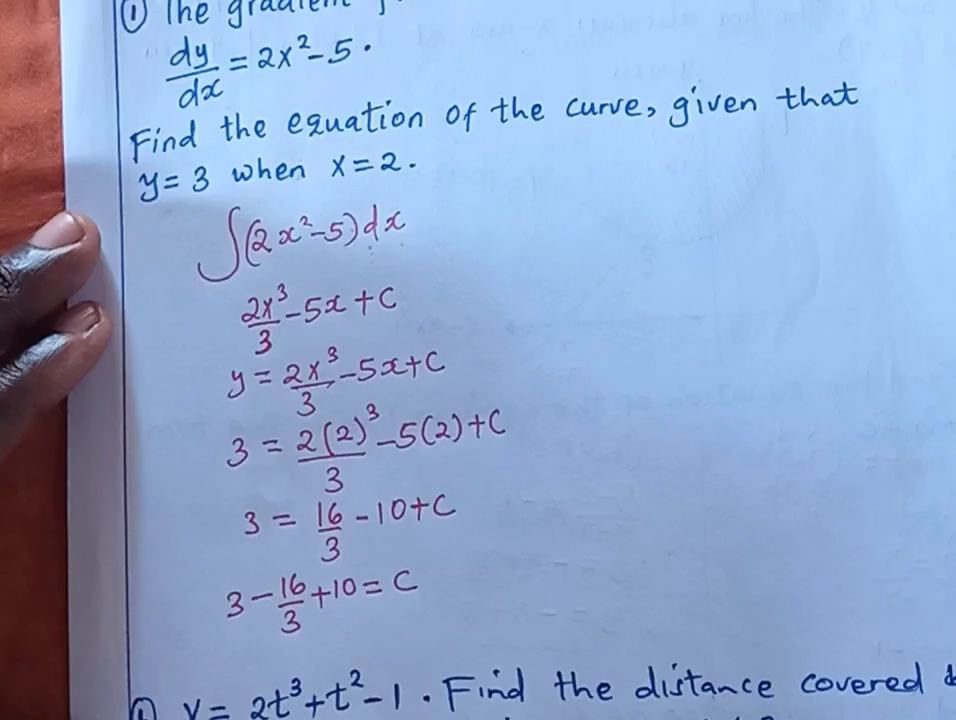 ① The gradient
dy/dx = 2x² - 5.
Find the equation of the curve, given that
y = 3 when x = 2.
∫(2x² - 5)dx
2x³/3 - 5x + C
y = 2x³/3 - 5x + C
3 = 2(2)³/3 - 5(2) + C
3 = 16/3 - 10 + C
3 - 16/3 + 10 = C
V = 2t³ + t² - 1. Find the distance covered